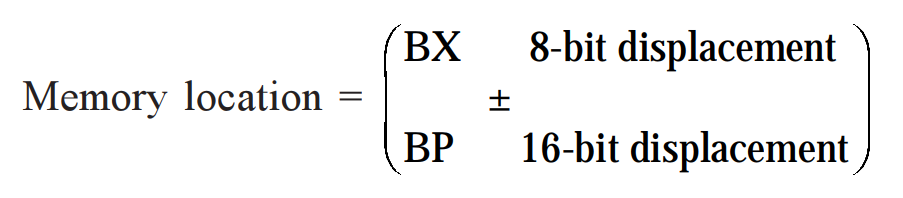 BX 8-bit displacement
Memory location = ±
BP 16-bit displacement